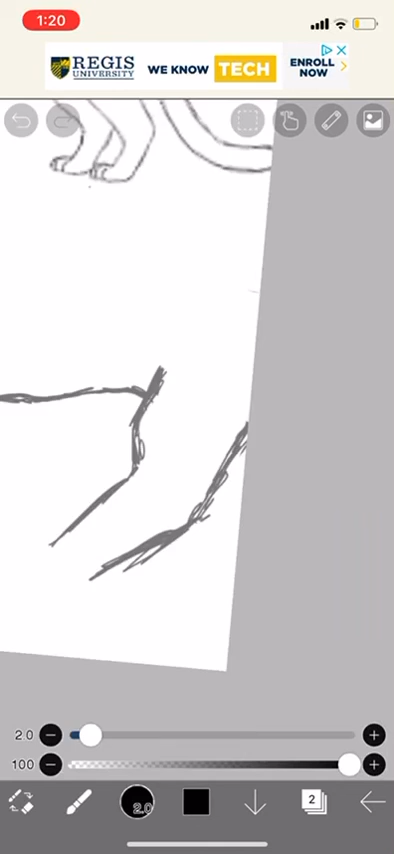 1:20
REGIS
UNIVERSITY
WE KNOW TECH
ENROLL
NOW
2.0
100
2.0
2